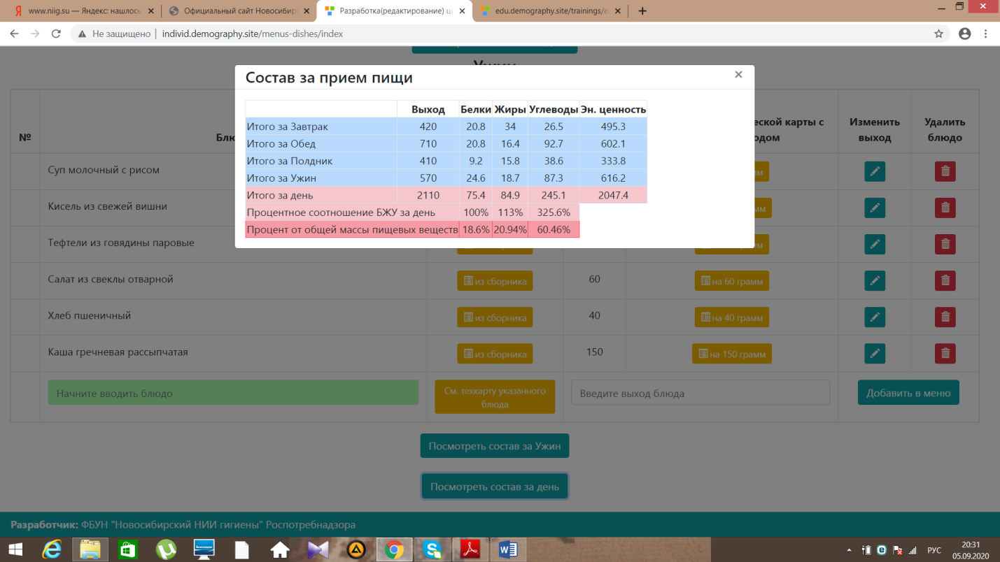 www.niig.su — Яндекс: нашлось
Официальный сайт Новосибир
Разработка(редактирование) ц
edu.demography.site/trainings/e
Не защищено | individ.demography.site/menus-dishes/index
Состав за прием пищи
Выход Белки Жиры Углеводы Эн. ценность
Итого за Завтрак 420 20.8 34 26.5 495.3
Итого за Обед 710 20.8 16.4 92.7 602.1
Итого за Полдник 410 9.2 15.8 38.6 333.8
Итого за Ужин 570 24.6 18.7 87.3 616.2
Итого за день 2110 75.4 84.9 245.1 2047.4
Процентное соотношение БЖУ за день 100% 113% 325.6%
Процент от общей массы пищевых веществ 18.6% 20.94% 60.46%
№ Блю
еской карты с
одом
Изменить
выход
Удалить
блюдо
Суп молочный с рисом
Кисель из свежей вишни
Тефтели из говядины паровые
Салат из свеклы отварной из сборника 60 на 60 грамм
Хлеб пшеничный из сборника 40 на 40 грамм
Каша гречневая рассыпчатая из сборника 150 на 150 грамм
Начните вводить блюдо
См. техкарту указанного
блюда
Введите выход блюда
Добавить в меню
Посмотреть состав за Ужин
Посмотреть состав за день
Разработчик: ФБУН "Новосибирский НИИ гигиены" Роспотребнадзора
РУС
20:31
05.09.2020